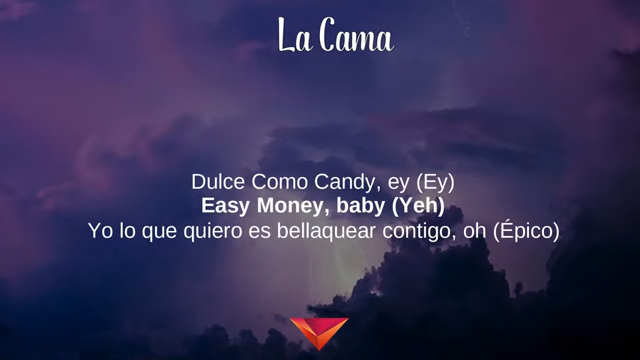 La Cama
Dulce Como Candy, ey (Ey)
Easy Money, baby (Yeh)
Yo lo que quiero es bellaquear contigo, oh (Épico)